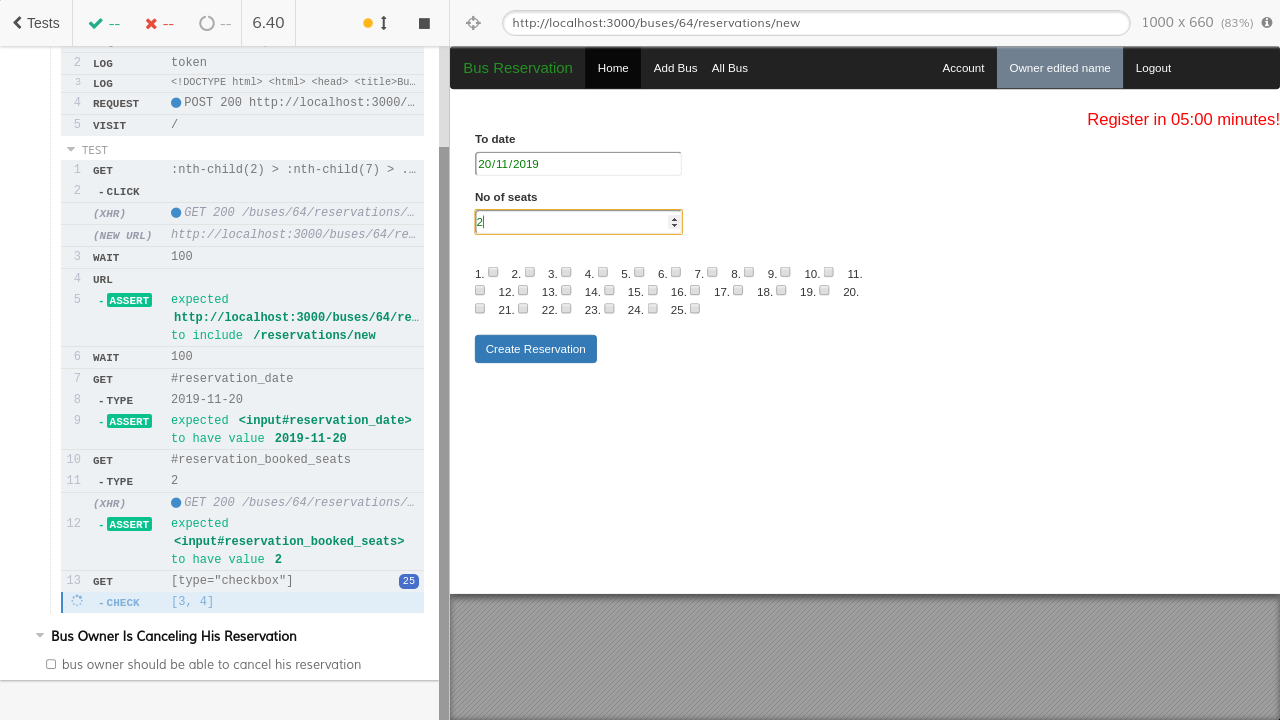 Tests
--
--
--
6.40
http://localhost:3000/buses/64/reservations/new
1000 x 660 (83%)
2 LOG token
3 LOG <!DOCTYPE html> <html> <head> <title>Bu…
4 REQUEST POST 200 http://localhost:3000/…
5 VISIT /
TEST
1 GET :nth-child(2) > :nth-child(7) > .…
2 - CLICK
(XHR) GET 200 /buses/64/reservations/…
(NEW URL) http://localhost:3000/buses/64/re…
3 WAIT 100
4 URL
5 - ASSERT expected
http://localhost:3000/buses/64/re…
to include /reservations/new
6 WAIT 100
7 GET #reservation_date
8 - TYPE 2019-11-20
9 - ASSERT expected <input#reservation_date>
to have value 2019-11-20
10 GET #reservation_booked_seats
11 - TYPE 2
(XHR) GET 200 /buses/64/reservations/…
12 - ASSERT expected
<input#reservation_booked_seats>
to have value 2
13 GET [type="checkbox"] 25
- CHECK [3, 4]
Bus Owner Is Canceling His Reservation
bus owner should be able to cancel his reservation
Bus Reservation Home Add Bus All Bus Account Owner edited name Logout
Register in 05:00 minutes!
To date
20/11/2019
No of seats
2
1. 2. 3. 4. 5. 6. 7. 8. 9. 10. 11.
12. 13. 14. 15. 16. 17. 18. 19. 20.
21. 22. 23. 24. 25.
Create Reservation